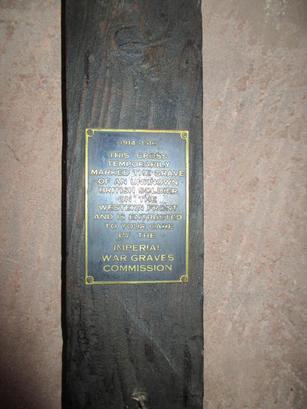 1914-1918
THIS CROSS
TEMPORARILY
MARKED THE GRAVE
OF AN UNKNOWN
BRITISH SOLDIER
ON THE
WESTERN FRONT
AND IS ENTRUSTED
TO YOUR CARE
BY THE
IMPERIAL
WAR GRAVES
COMMISSION